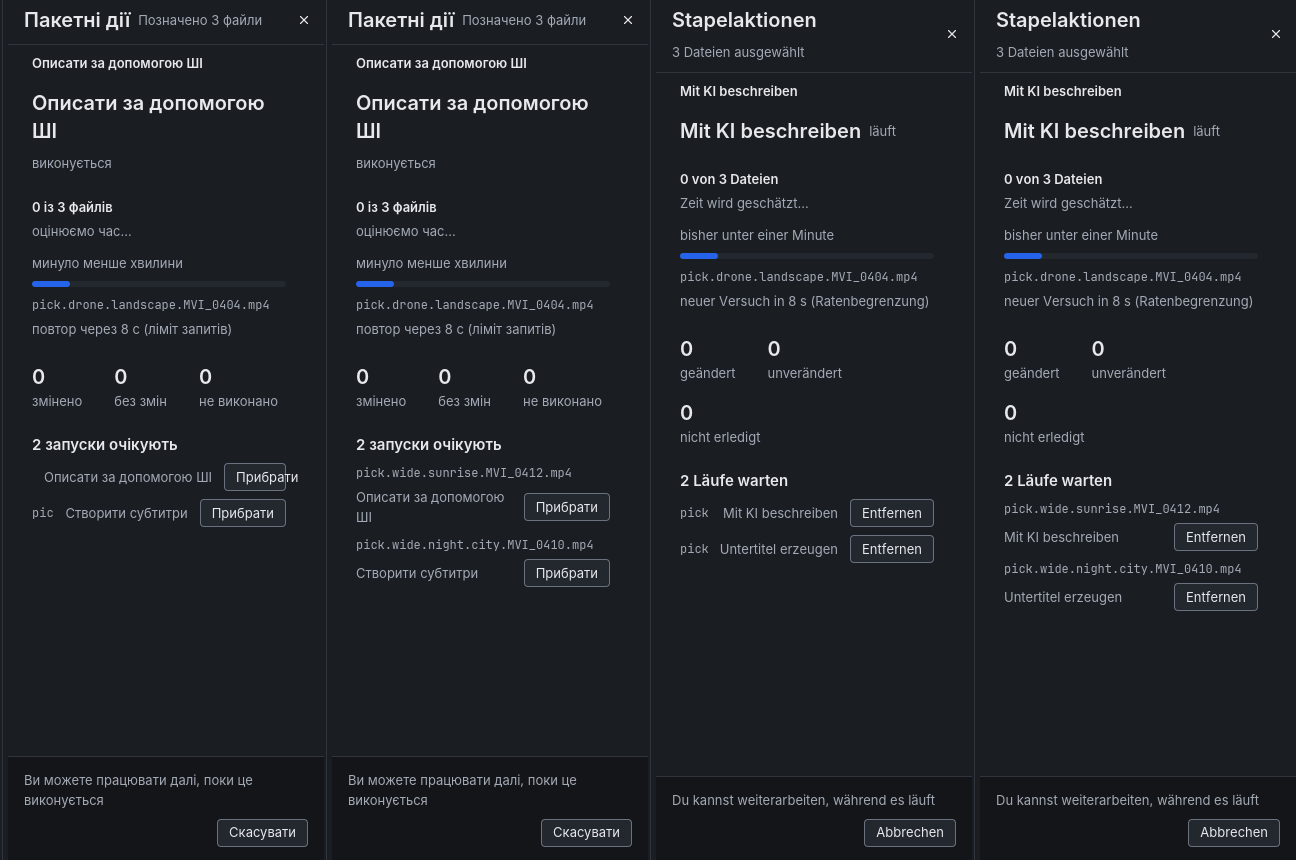 Пакетні дії Позначено 3 файли
Описати за допомогою ШІ
Описати за допомогою
ШІ
виконується
0 із 3 файлів
оцінюємо час...
минуло менше хвилини
pick.drone.landscape.MVI_0404.mp4
повтор через 8 с (ліміт запитів)
0 0 0
змінено без змін не виконано
2 запуски очікують
Описати за допомогою ШІ Прибрати
pic Створити субтитри Прибрати
Ви можете працювати далі, поки це
виконується
Скасувати
Пакетні дії Позначено 3 файли
Описати за допомогою ШІ
Описати за допомогою
ШІ
виконується
0 із 3 файлів
оцінюємо час...
минуло менше хвилини
pick.drone.landscape.MVI_0404.mp4
повтор через 8 с (ліміт запитів)
0 0 0
змінено без змін не виконано
2 запуски очікують
pick.wide.sunrise.MVI_0412.mp4
Описати за допомогою
ШІ
Прибрати
pick.wide.night.city.MVI_0410.mp4
Створити субтитри Прибрати
Ви можете працювати далі, поки це
виконується
Скасувати
Stapelaktionen
3 Dateien ausgewählt
Mit KI beschreiben
Mit KI beschreiben läuft
0 von 3 Dateien
Zeit wird geschätzt...
bisher unter einer Minute
pick.drone.landscape.MVI_0404.mp4
neuer Versuch in 8 s (Ratenbegrenzung)
0 0
geändert unverändert
0
nicht erledigt
2 Läufe warten
pick Mit KI beschreiben Entfernen
pick Untertitel erzeugen Entfernen
Du kannst weiterarbeiten, während es läuft
Abbrechen
Stapelaktionen
3 Dateien ausgewählt
Mit KI beschreiben
Mit KI beschreiben läuft
0 von 3 Dateien
Zeit wird geschätzt...
bisher unter einer Minute
pick.drone.landscape.MVI_0404.mp4
neuer Versuch in 8 s (Ratenbegrenzung)
0 0
geändert unverändert
0
nicht erledigt
2 Läufe warten
pick.wide.sunrise.MVI_0412.mp4
Mit KI beschreiben Entfernen
pick.wide.night.city.MVI_0410.mp4
Untertitel erzeugen Entfernen
Du kannst weiterarbeiten, während es läuft
Abbrechen